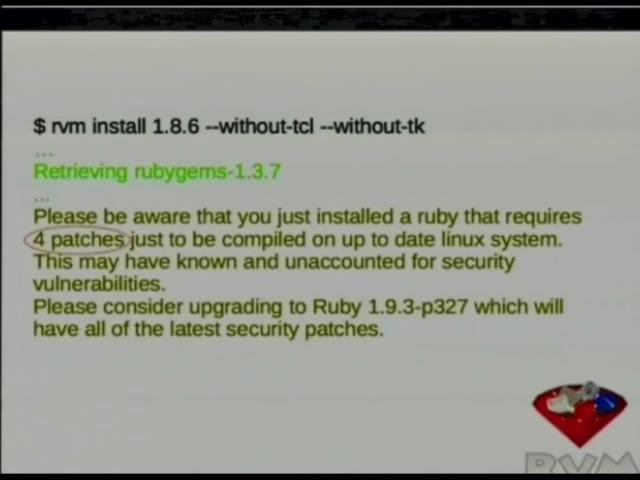 $ rvm install 1.8.6 --without-tcl --without-tk
...
Retrieving rubygems-1.3.7
...
Please be aware that you just installed a ruby that requires
4 patches just to be compiled on up to date linux system.
This may have known and unaccounted for security
vulnerabilities.
Please consider upgrading to Ruby 1.9.3-p327 which will
have all of the latest security patches.
RVM